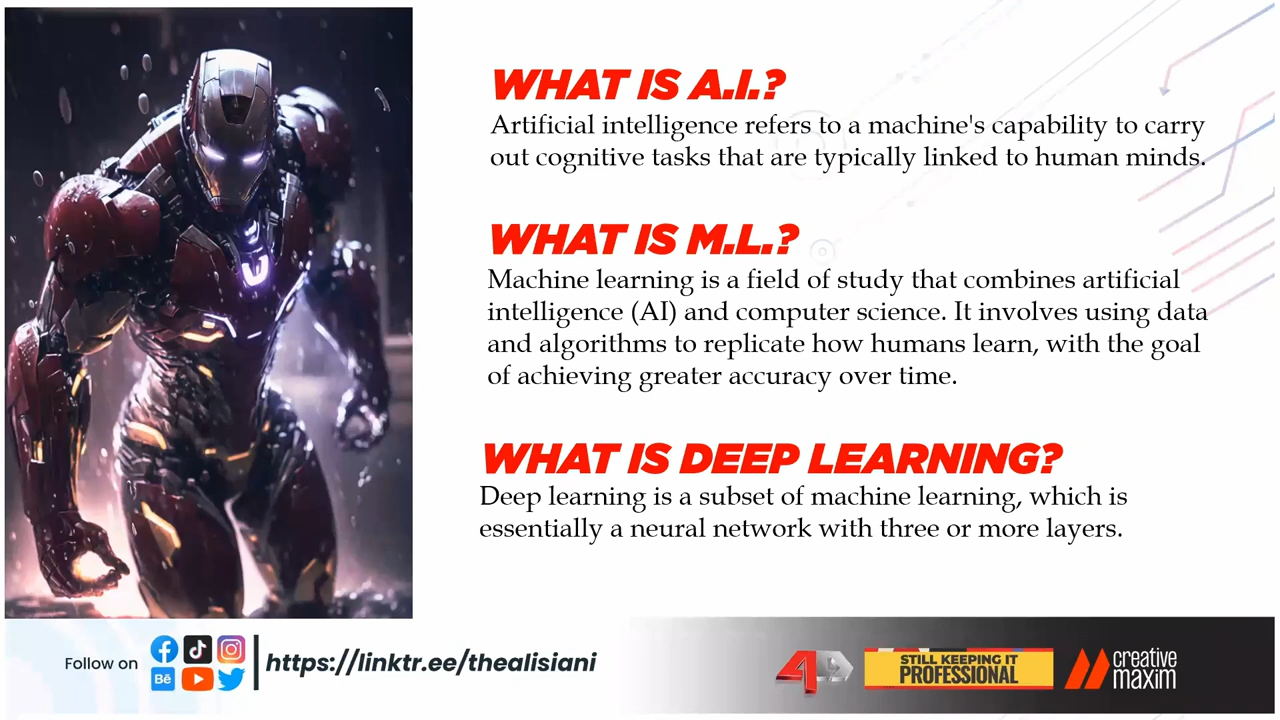 WHAT IS A.I.?
Artificial intelligence refers to a machine's capability to carry
out cognitive tasks that are typically linked to human minds.
WHAT IS M.L.?
Machine learning is a field of study that combines artificial
intelligence (AI) and computer science. It involves using data
and algorithms to replicate how humans learn, with the goal
of achieving greater accuracy over time.
WHAT IS DEEP LEARNING?
Deep learning is a subset of machine learning, which is
essentially a neural network with three or more layers.
Follow on
Bē
https://linktr.ee/thealisiani
4D
STILL KEEPING IT
PROFESSIONAL
creative
maxim